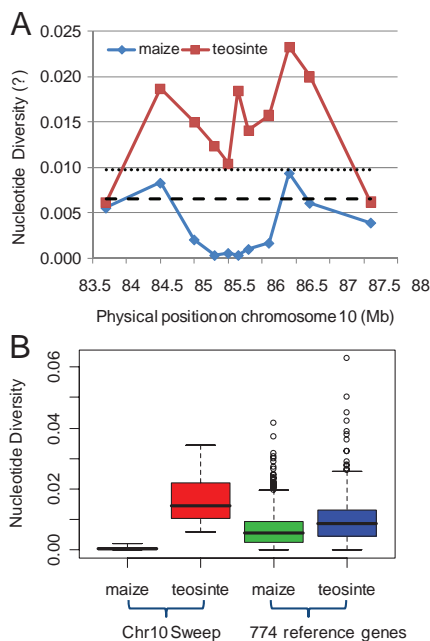 A
0.025
maize
teosinte
0.020
0.015
0.010
0.005
0.000
Nucleotide Diversity (?)
83.5 84 84.5 85 85.5 86 86.5 87 87.5 88
Physical position on chromosome 10 (Mb)
B
0.06
0.04
0.02
0.00
Nucleotide Diversity
maize teosinte maize teosinte
Chr10 Sweep 774 reference genes